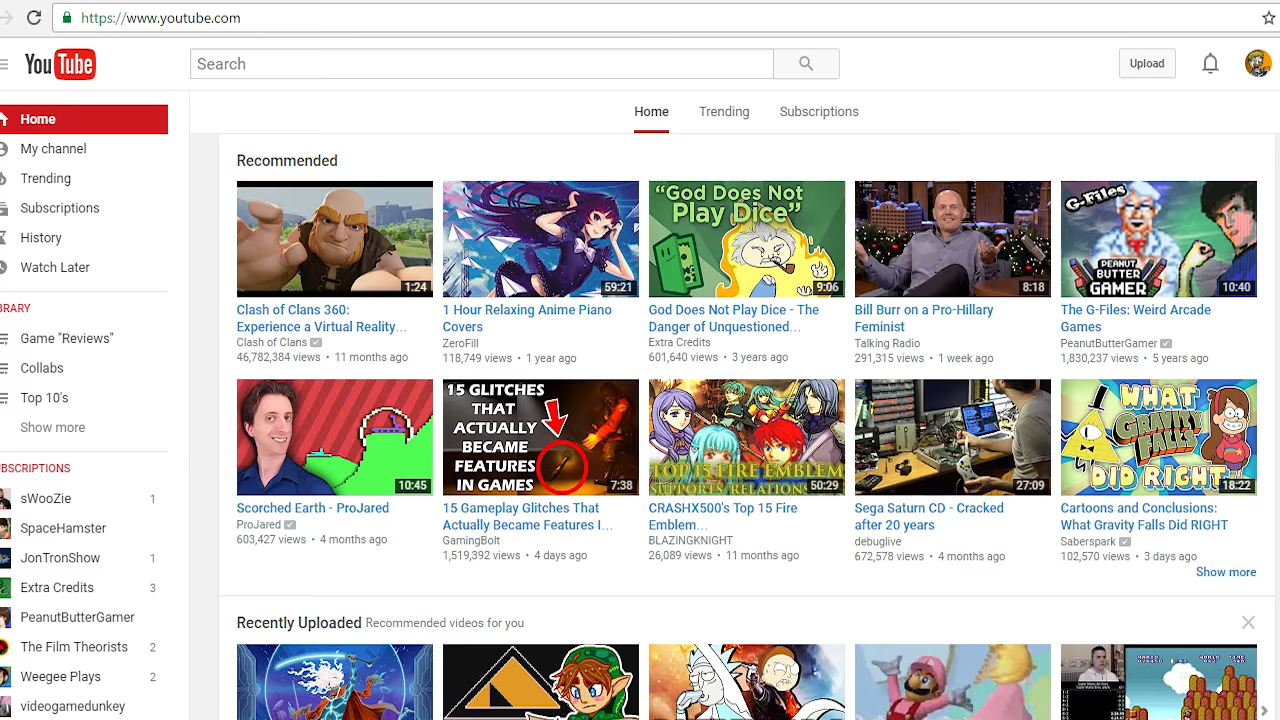 https://www.youtube.com
YouTube
Search
Upload
Home
Trending
Subscriptions
Home
My channel
Trending
Subscriptions
History
Watch Later
BRARY
Game "Reviews"
Collabs
Top 10's
Show more
UBSCRIPTIONS
sWooZie 1
SpaceHamster
JonTronShow 1
Extra Credits 3
PeanutButterGamer
The Film Theorists 2
Weegee Plays 2
videogamedunkey
Recommended
1:24
Clash of Clans 360:
Experience a Virtual Reality...
Clash of Clans
46,782,384 views • 11 months ago
59:21
1 Hour Relaxing Anime Piano
Covers
ZeroFill
118,749 views • 1 year ago
"God Does Not
Play Dice"
9:06
God Does Not Play Dice - The
Danger of Unquestioned...
Extra Credits
601,640 views • 3 years ago
8:18
Bill Burr on a Pro-Hillary
Feminist
Talking Radio
291,315 views • 1 week ago
G-Files
PEANUT
BUTTER
GAMER
10:40
The G-Files: Weird Arcade
Games
PeanutButterGamer
1,830,237 views • 5 years ago
10:45
Scorched Earth - ProJared
ProJared
603,427 views • 4 months ago
15 GLITCHES
THAT
ACTUALLY
BECAME
FEATURES
IN GAMES
7:38
15 Gameplay Glitches That
Actually Became Features I...
GamingBolt
1,519,392 views • 4 days ago
TOP 15 FIRE EMBLEM
SUPPORTS/RELATIONS
50:29
CRASHX500's Top 15 Fire
Emblem...
BLAZINGKNIGHT
26,089 views • 11 months ago
27:09
Sega Saturn CD - Cracked
after 20 years
debuglive
672,578 views • 4 months ago
WHAT
GRAVITY
FALLS
DID RIGHT
18:22
Cartoons and Conclusions:
What Gravity Falls Did RIGHT
Saberspark
102,570 views • 3 days ago
Show more
Recently Uploaded Recommended videos for you